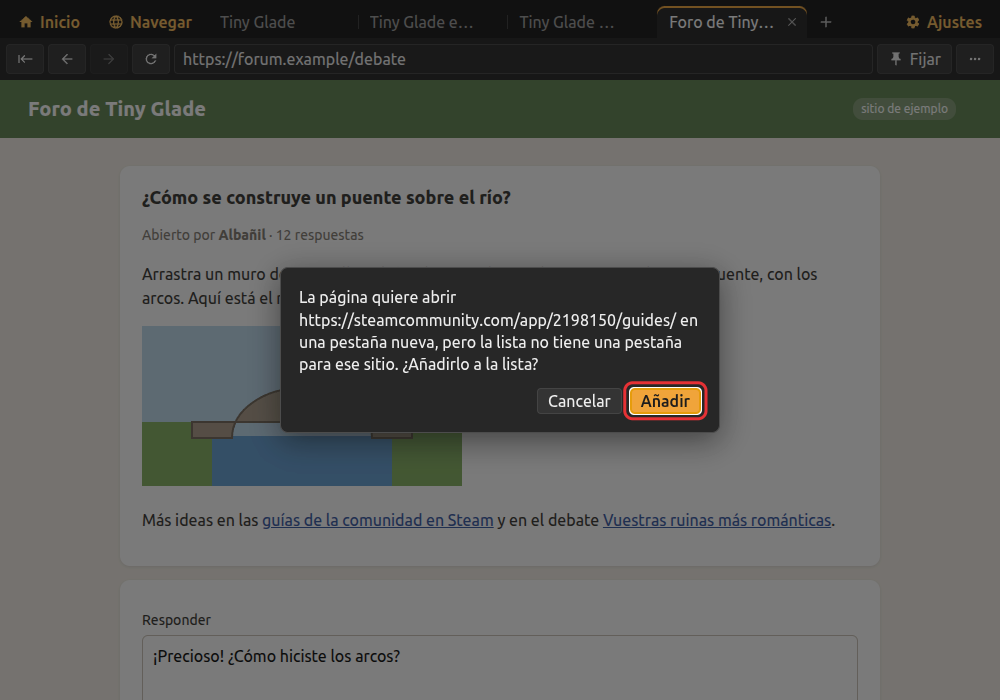 Inicio
Navegar
Tiny Glade
Tiny Glade e...
Tiny Glade ...
Foro de Tiny...
Ajustes
https://forum.example/debate
Fijar
Foro de Tiny Glade
sitio de ejemplo
¿Cómo se construye un puente sobre el río?
Abierto por Albañil · 12 respuestas
Arrastra un muro d
uente, con los
arcos. Aquí está el
La página quiere abrir
https://steamcommunity.com/app/2198150/guides/ en
una pestaña nueva, pero la lista no tiene una pestaña
para ese sitio. ¿Añadirlo a la lista?
Cancelar
Añadir
Más ideas en las guías de la comunidad en Steam y en el debate Vuestras ruinas más románticas.
Responder
¡Precioso! ¿Cómo hiciste los arcos?